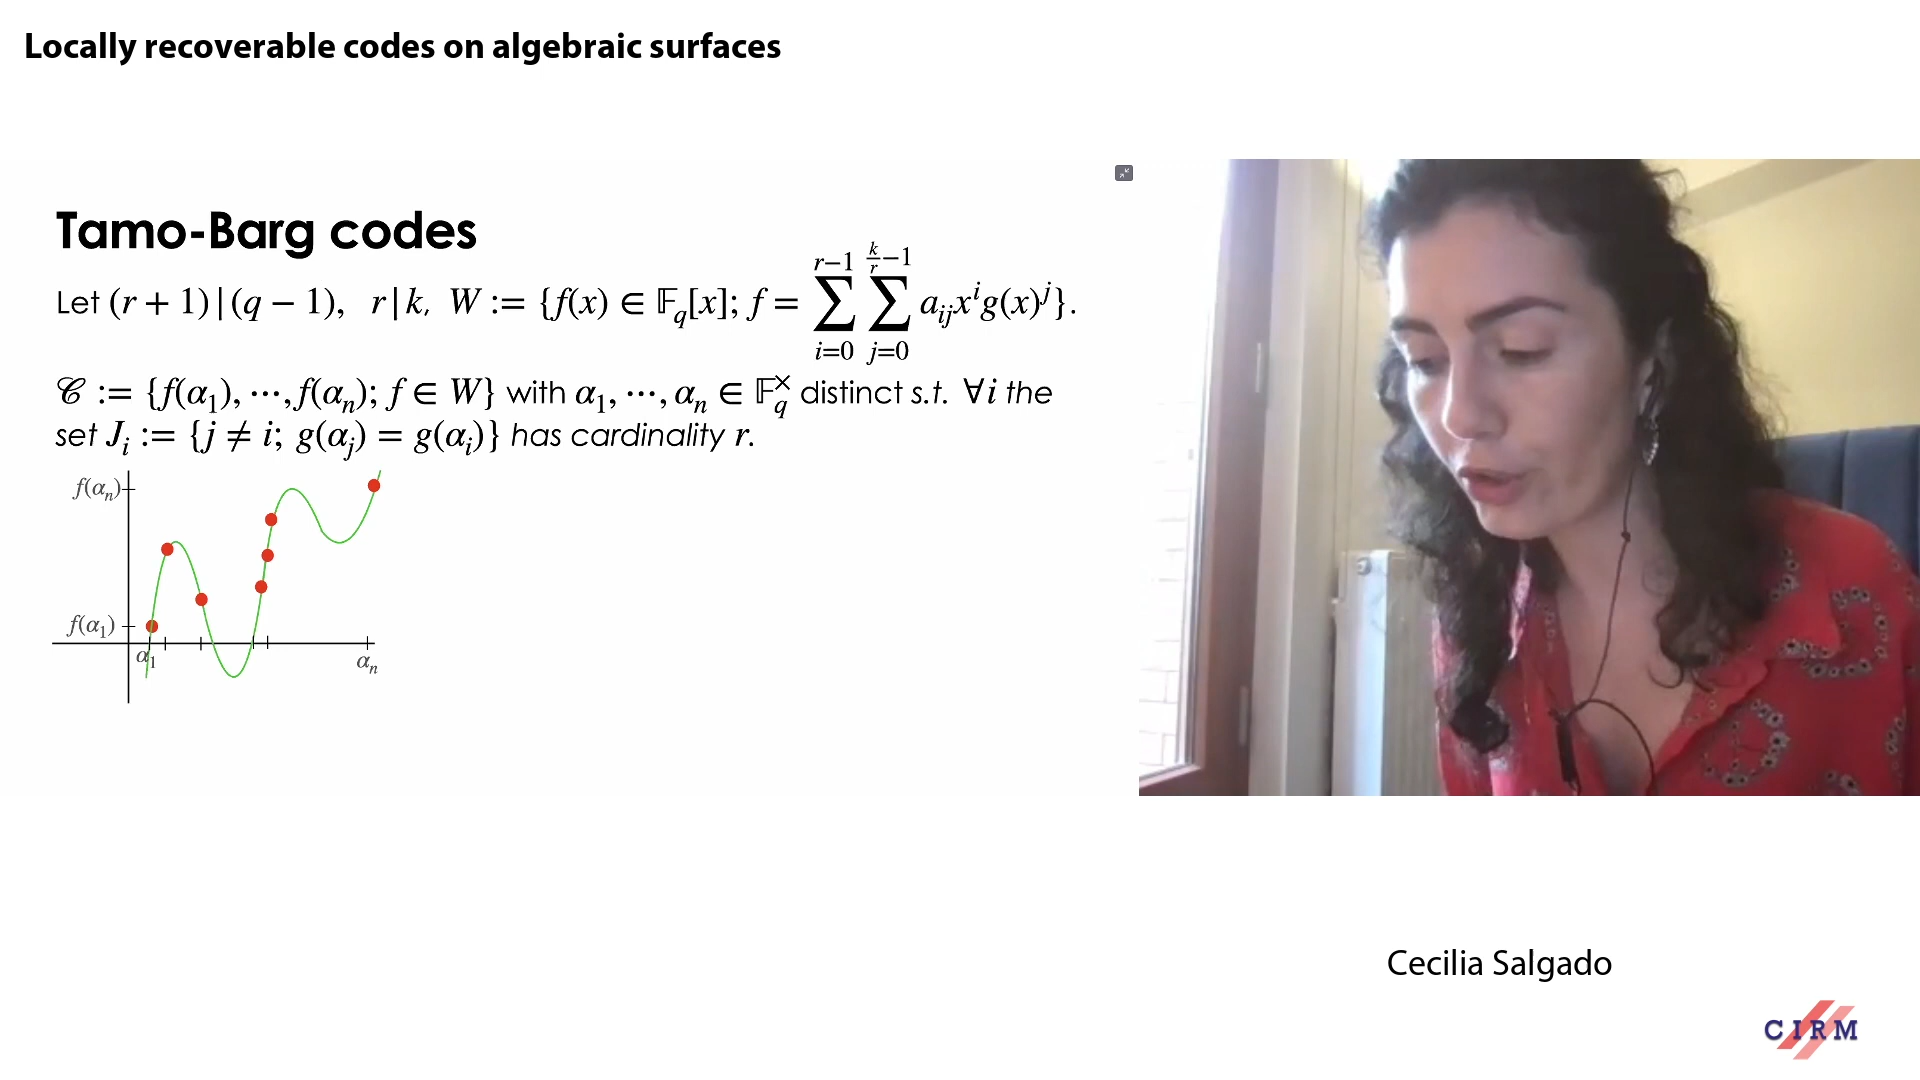 Locally recoverable codes on algebraic surfaces
Tamo-Barg codes
Let (r + 1) | (q − 1), r | k, W := {f(x) ∈ 𝔽_q[x]; f = ∑_{i=0}^{r−1} ∑_{j=0}^{k/r −1} a_{ij}x^i g(x)^j}.
𝒞 := {f(α_1), ⋯, f(α_n); f ∈ W} with α_1, ⋯, α_n ∈ 𝔽_q^× distinct s.t. ∀i the
set J_i := {j ≠ i; g(α_j) = g(α_i)} has cardinality r.
f(α_n)
f(α_1)
α_1
α_n
Cecilia Salgado
CIRM